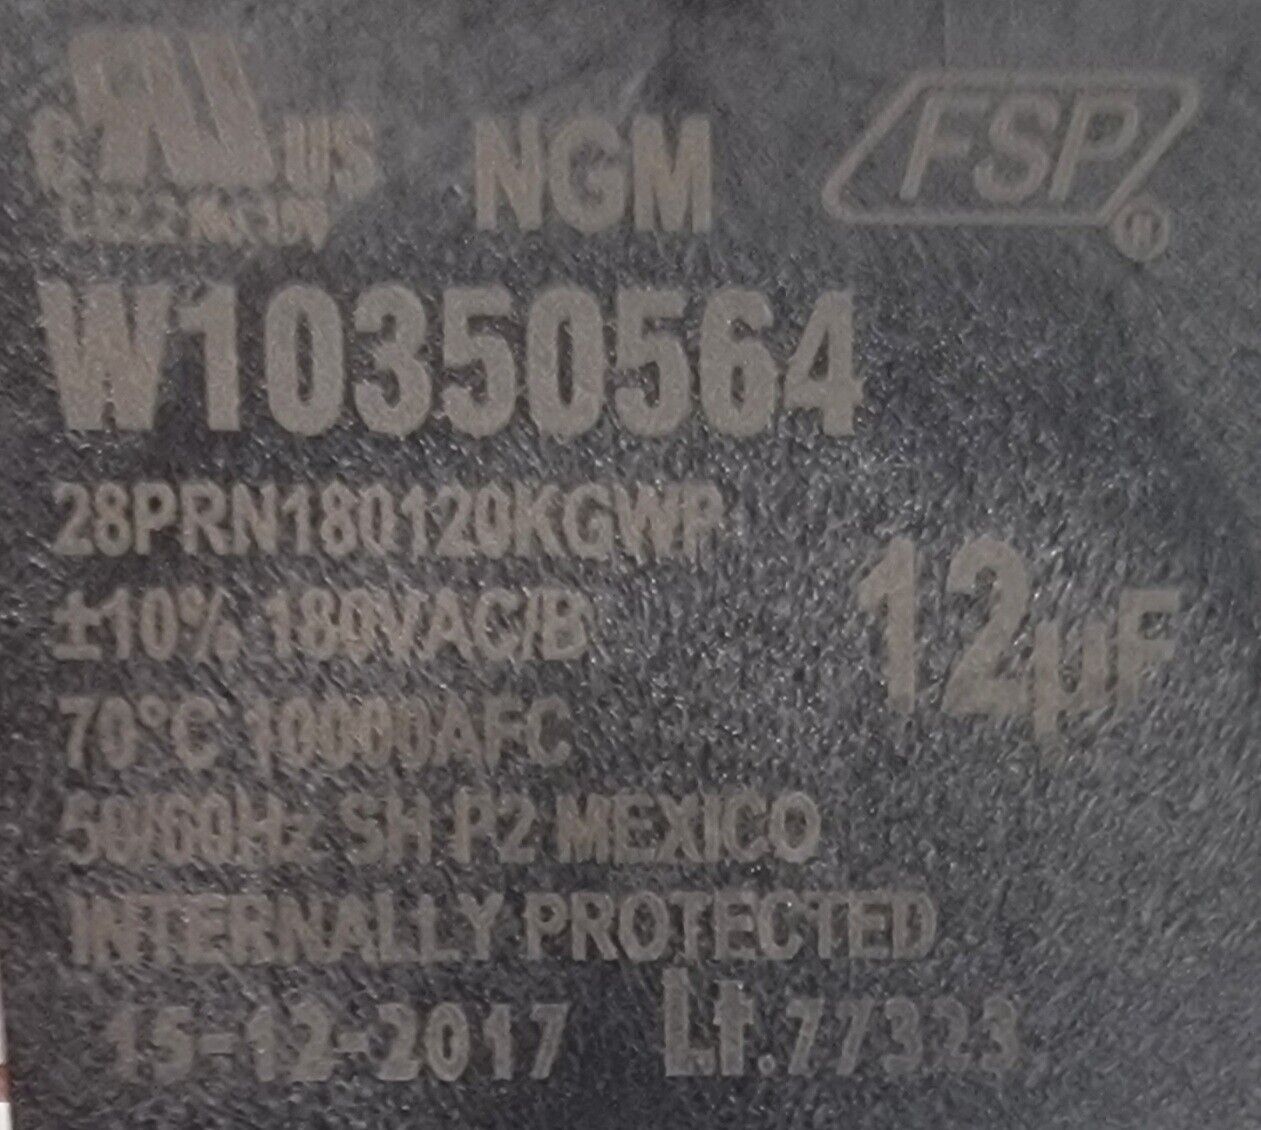 c US NGM FSP®
W10350564
28PRN180120KGWP
±10% 180VAC/B 12µF
70°C 10000AFC
50/60Hz SH P2 MEXICO
INTERNALLY PROTECTED
15-12-2017 Lt.77323